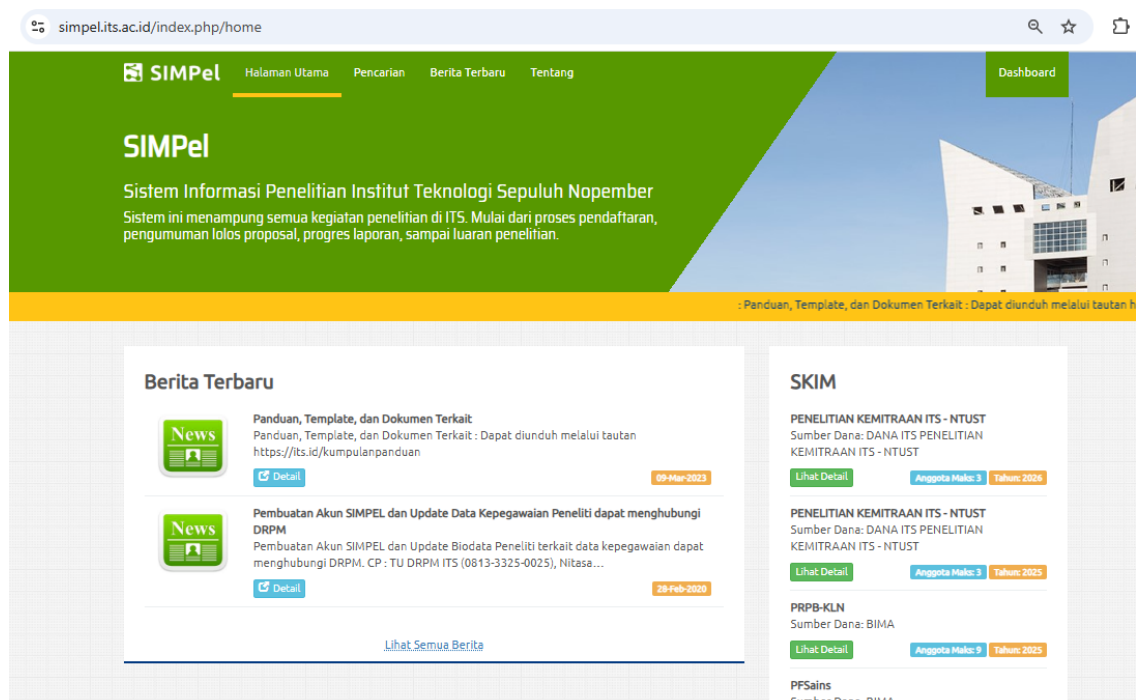 simpel.its.ac.id/index.php/home
SIMPel
Halaman Utama
Pencarian
Berita Terbaru
Tentang
Dashboard
SIMPel
Sistem Informasi Penelitian Institut Teknologi Sepuluh Nopember
Sistem ini menampung semua kegiatan penelitian di ITS. Mulai dari proses pendaftaran,
pengumuman lolos proposal, progres laporan, sampai luaran penelitian.
: Panduan, Template, dan Dokumen Terkait : Dapat diunduh melalui tautan h
Berita Terbaru
News
Panduan, Template, dan Dokumen Terkait
Panduan, Template, dan Dokumen Terkait : Dapat diunduh melalui tautan
https://its.id/kumpulanpanduan
Detail
09-Mar-2023
News
Pembuatan Akun SIMPEL dan Update Data Kepegawaian Peneliti dapat menghubungi
DRPM
Pembuatan Akun SIMPEL dan Update Biodata Peneliti terkait data kepegawaian dapat
menghubungi DRPM. CP : TU DRPM ITS (0813-3325-0025), Nitasa...
Detail
28-Feb-2020
Lihat Semua Berita
SKIM
PENELITIAN KEMITRAAN ITS - NTUST
Sumber Dana: DANA ITS PENELITIAN
KEMITRAAN ITS - NTUST
Lihat Detail
Anggota Maks: 3
Tahun: 2026
PENELITIAN KEMITRAAN ITS - NTUST
Sumber Dana: DANA ITS PENELITIAN
KEMITRAAN ITS - NTUST
Lihat Detail
Anggota Maks: 3
Tahun: 2025
PRPB-KLN
Sumber Dana: BIMA
Lihat Detail
Anggota Maks: 9
Tahun: 2025
PFSains
Sumber Dana: BIMA